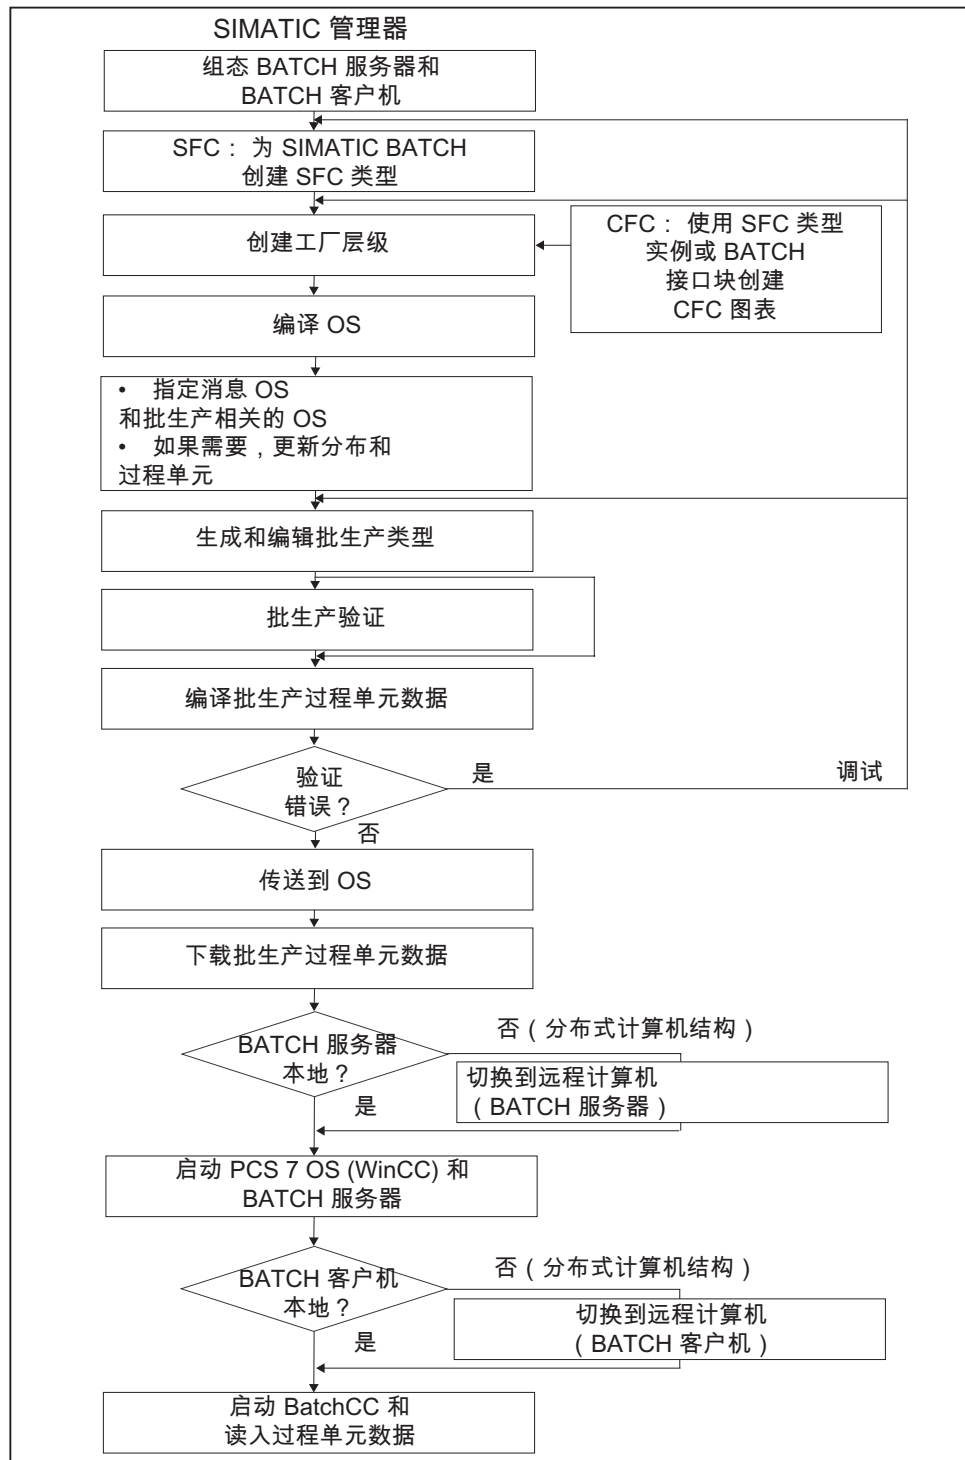 SIMATIC 管理器
组态 BATCH 服务器和
BATCH 客户机
SFC： 为 SIMATIC BATCH
创建 SFC 类型
创建工厂层级
CFC： 使用 SFC 类型
实例或 BATCH
接口块创建
CFC 图表
编译 OS
• 指定消息 OS
和批生产相关的 OS
• 如果需要，更新分布和
过程单元
生成和编辑批生产类型
批生产验证
编译批生产过程单元数据
验证
错误？
是
调试
否
传送到 OS
下载批生产过程单元数据
BATCH 服务器
本地？
否（分布式计算机结构）
切换到远程计算机
（BATCH 服务器）
是
启动 PCS 7 OS (WinCC) 和
BATCH 服务器
BATCH 客户机
本地？
否（分布式计算机结构）
切换到远程计算机
（BATCH 客户机）
是
启动 BatchCC 和
读入过程单元数据